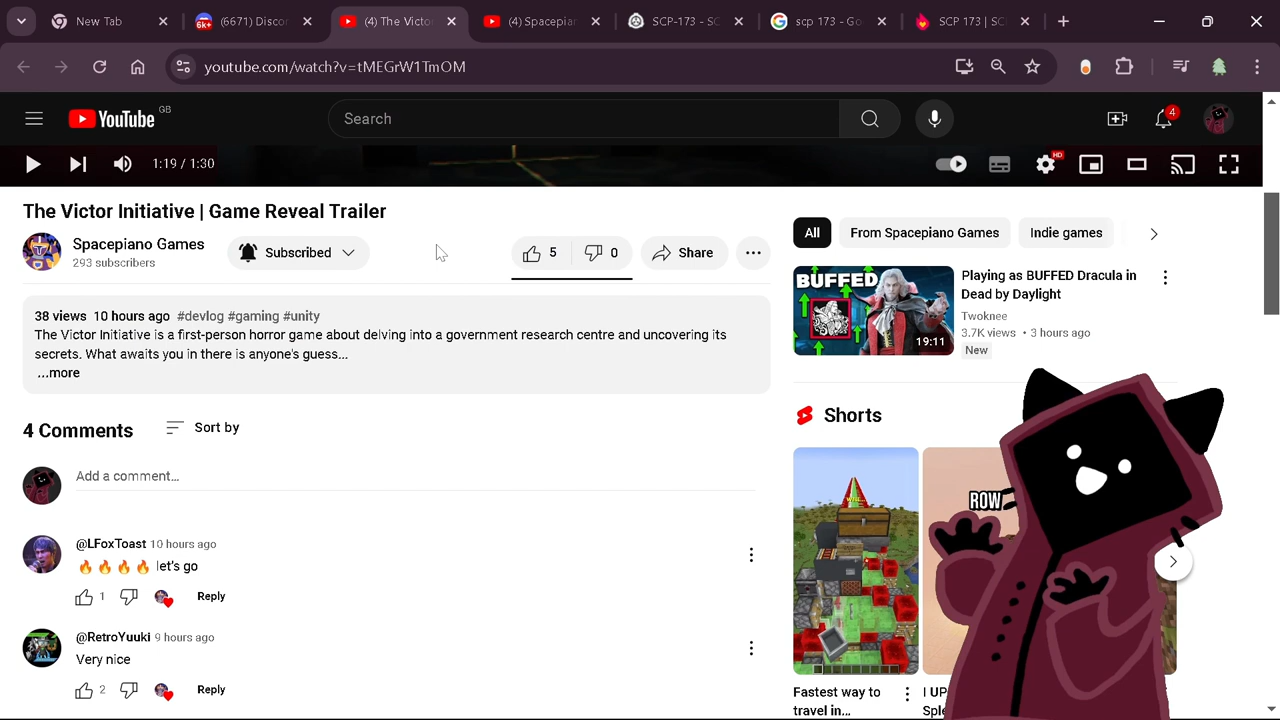 New Tab
(6671) Discor
(4) The Victor
(4) Spacepian
SCP-173 - SC
scp 173 - Go
SCP 173 | SC
youtube.com/watch?v=tMEGrW1TmOM
YouTube GB
Search
4
1:19 / 1:30
HD
The Victor Initiative | Game Reveal Trailer
Spacepiano Games
293 subscribers
Subscribed
5
0
Share
38 views 10 hours ago #devlog #gaming #unity
The Victor Initiative is a first-person horror game about delving into a government research centre and uncovering its
secrets. What awaits you in there is anyone's guess...
...more
4 Comments
Sort by
Add a comment...
@LFoxToast 10 hours ago
🔥🔥🔥🔥 let's go
1
Reply
@RetroYuuki 9 hours ago
Very nice
2
Reply
All
From Spacepiano Games
Indie games
BUFFED
19:11
Playing as BUFFED Dracula in
Dead by Daylight
Twoknee
3.7K views • 3 hours ago
New
Shorts
ROW
Fastest way to
travel in...
I UP
Sple